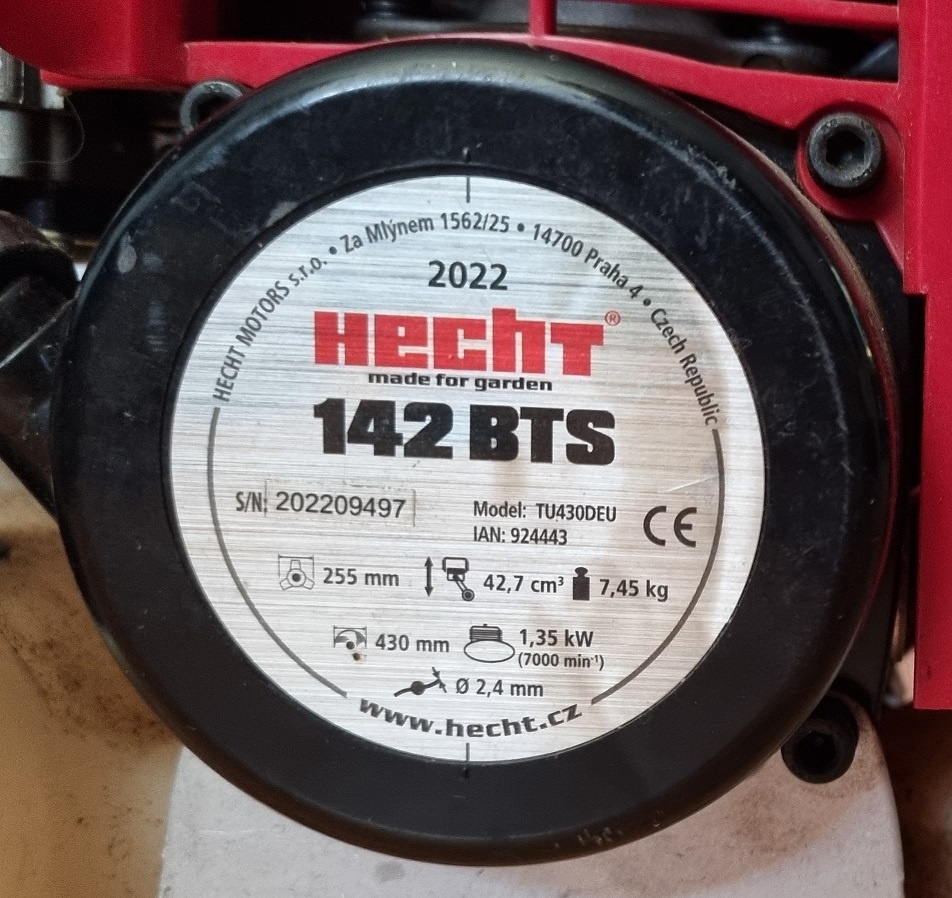 HECHT MOTORS s.r.o. • Za Mlýnem 1562/25 • 14700 Praha 4 • Czech Republic
2022
Hecht®
made for garden
142 BTS
S/N: 202209497
Model: TU430DEU
IAN: 924443
CE
255 mm
42,7 cm³
7,45 kg
430 mm
1,35 kW
(7000 min⁻¹)
Ø 2,4 mm
www.hecht.cz